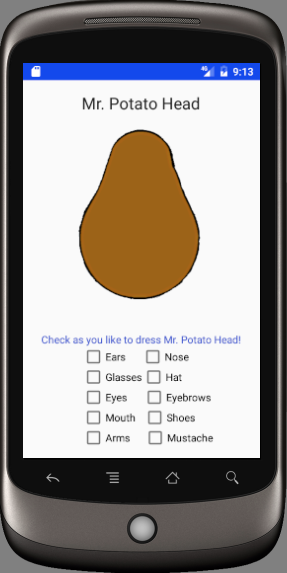 4G 9:13
Mr. Potato Head
Check as you like to dress Mr. Potato Head!
Ears Nose
Glasses Hat
Eyes Eyebrows
Mouth Shoes
Arms Mustache